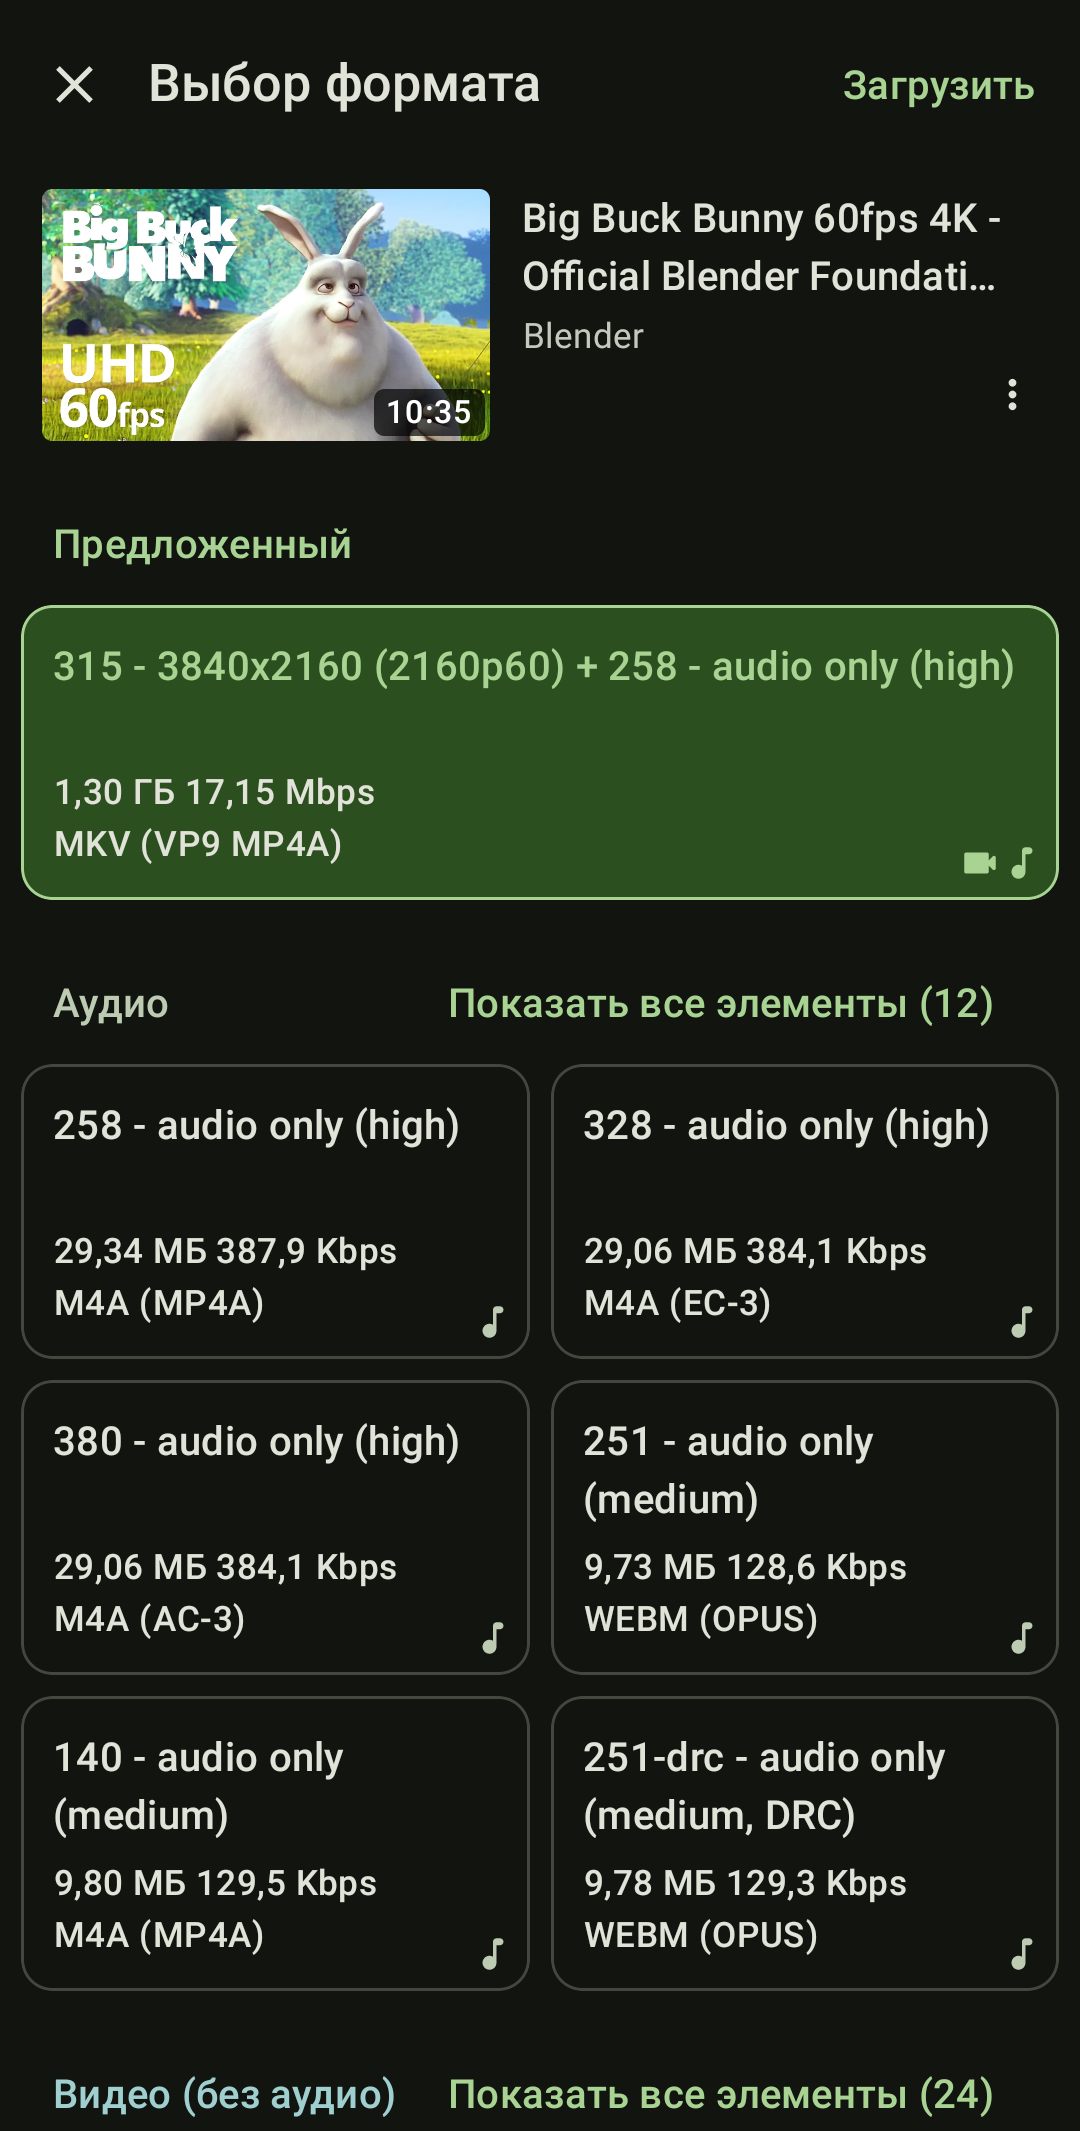 Выбор формата
Загрузить
Big Buck
BUNNY
UHD
60fps
10:35
Big Buck Bunny 60fps 4K -
Official Blender Foundati...
Blender
Предложенный
315 - 3840x2160 (2160p60) + 258 - audio only (high)
1,30 ГБ 17,15 Mbps
MKV (VP9 MP4A)
Аудио
Показать все элементы (12)
258 - audio only (high)
29,34 МБ 387,9 Kbps
M4A (MP4A)
328 - audio only (high)
29,06 МБ 384,1 Kbps
M4A (EC-3)
380 - audio only (high)
29,06 МБ 384,1 Kbps
M4A (AC-3)
251 - audio only
(medium)
9,73 МБ 128,6 Kbps
WEBM (OPUS)
140 - audio only
(medium)
9,80 МБ 129,5 Kbps
M4A (MP4A)
251-drc - audio only
(medium, DRC)
9,78 МБ 129,3 Kbps
WEBM (OPUS)
Видео (без аудио)
Показать все элементы (24)